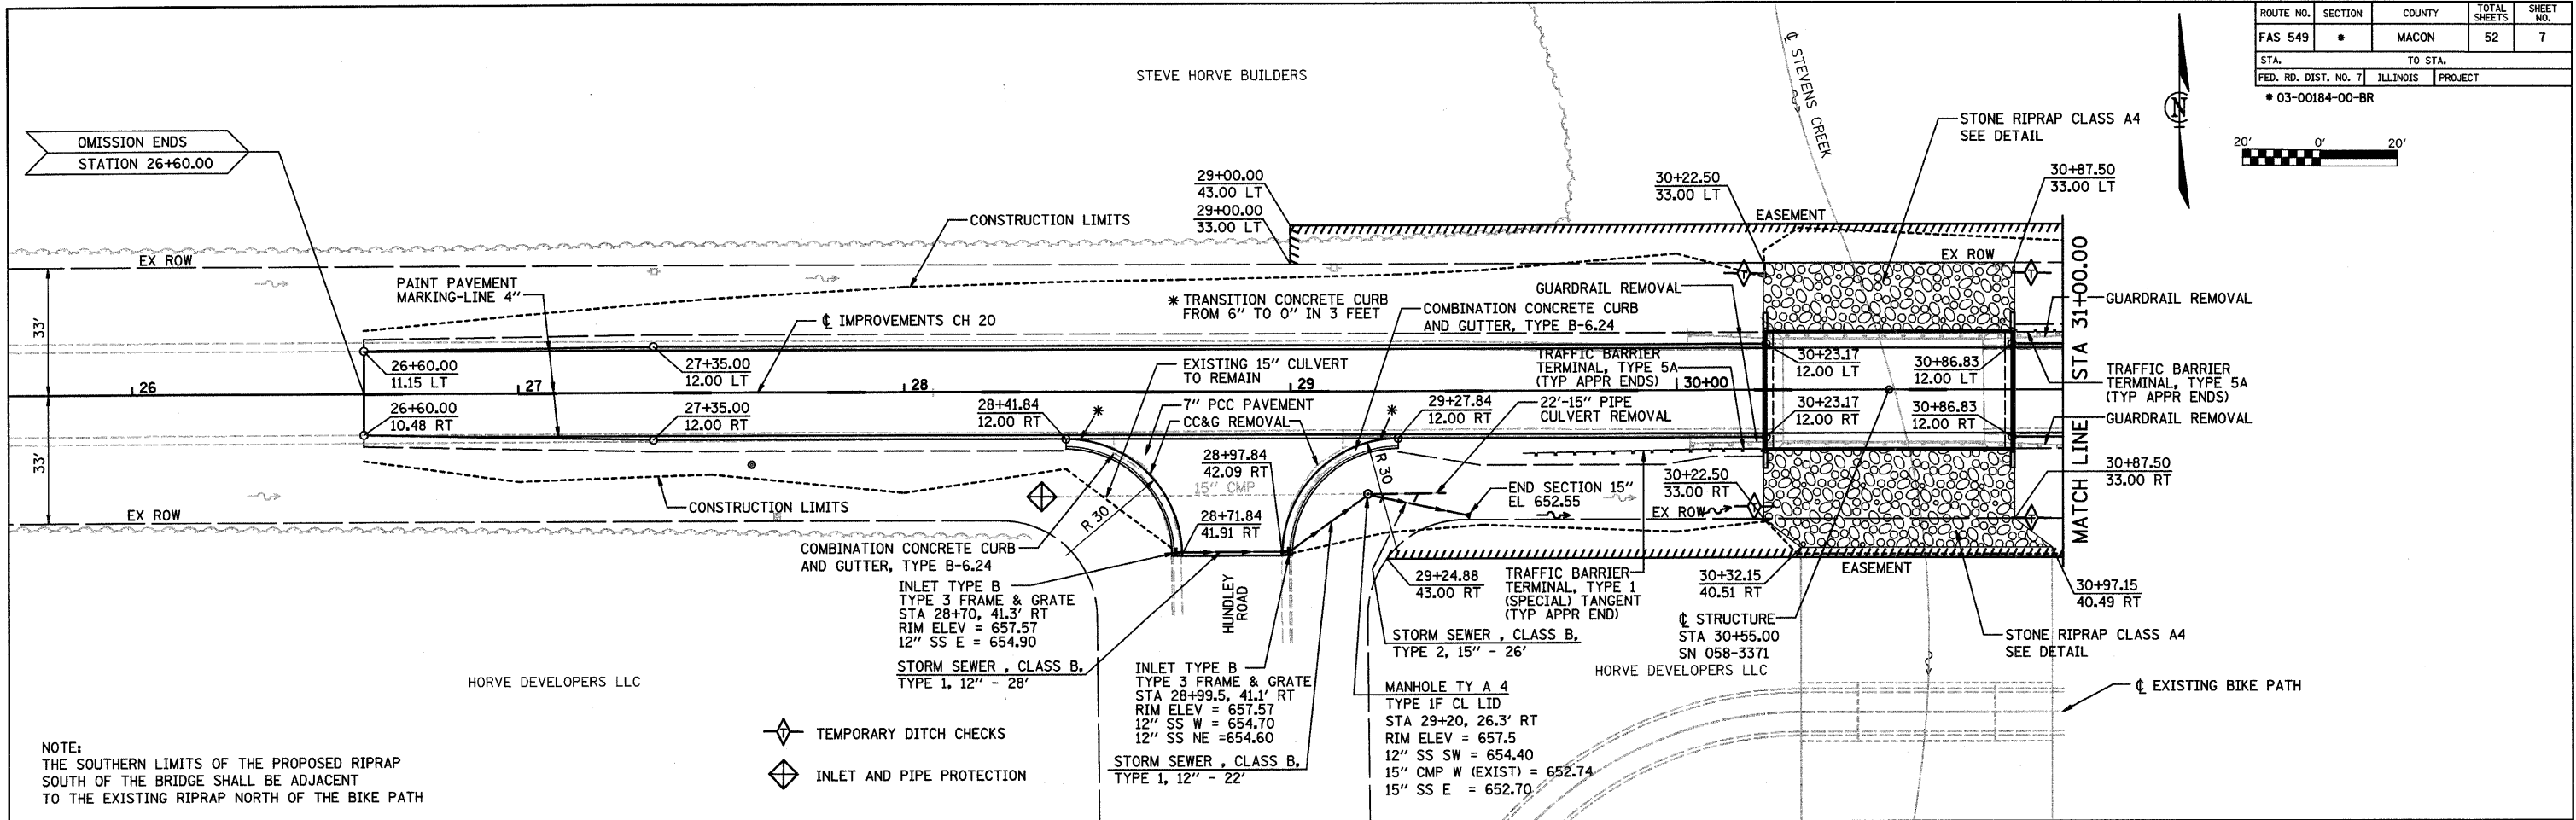 ROUTE NO. SECTION COUNTY TOTAL SHEETS SHEET NO.
FAS 549 * MACON 52 7
STA. TO STA.
FED. RD. DIST. NO. 7 ILLINOIS PROJECT
* 03-00184-00-BR
N
20' 0' 20'
STEVE HORVE BUILDERS
℄ STEVENS CREEK
STONE RIPRAP CLASS A4
SEE DETAIL
OMISSION ENDS
STATION 26+60.00
29+00.00
43.00 LT
29+00.00
33.00 LT
30+22.50
33.00 LT
30+87.50
33.00 LT
CONSTRUCTION LIMITS
EASEMENT
EX ROW
EX ROW
33'
PAINT PAVEMENT
MARKING-LINE 4"
℄ IMPROVEMENTS CH 20
* TRANSITION CONCRETE CURB
FROM 6" TO 0" IN 3 FEET
GUARDRAIL REMOVAL
COMBINATION CONCRETE CURB
AND GUTTER, TYPE B-6.24
GUARDRAIL REMOVAL
MATCH LINE STA 31+00.00
26+60.00
11.15 LT
27+35.00
12.00 LT
EXISTING 15" CULVERT
TO REMAIN
TRAFFIC BARRIER
TERMINAL, TYPE 5A
(TYP APPR ENDS)
30+23.17
12.00 LT
30+86.83
12.00 LT
TRAFFIC BARRIER
TERMINAL, TYPE 5A
(TYP APPR ENDS)
26 27 28 29 30+00
26+60.00
10.48 RT
27+35.00
12.00 RT
28+41.84
12.00 RT
*
7" PCC PAVEMENT
CC&G REMOVAL
*
29+27.84
12.00 RT
22'-15" PIPE
CULVERT REMOVAL
30+23.17
12.00 RT
30+86.83
12.00 RT
GUARDRAIL REMOVAL
33'
28+97.84
42.09 RT
15" CMP
R 30
R 30
END SECTION 15"
EL 652.55
30+22.50
33.00 RT
30+87.50
33.00 RT
CONSTRUCTION LIMITS
EX ROW
EX ROW
28+71.84
41.91 RT
COMBINATION CONCRETE CURB
AND GUTTER, TYPE B-6.24
INLET TYPE B
TYPE 3 FRAME & GRATE
STA 28+70, 41.3' RT
RIM ELEV = 657.57
12" SS E = 654.90
STORM SEWER , CLASS B,
TYPE 1, 12" - 28'
HUNDLEY
ROAD
29+24.88
43.00 RT
TRAFFIC BARRIER
TERMINAL, TYPE 1
(SPECIAL) TANGENT
(TYP APPR END)
30+32.15
40.51 RT
EASEMENT
30+97.15
40.49 RT
℄ STRUCTURE
STA 30+55.00
SN 058-3371
STONE RIPRAP CLASS A4
SEE DETAIL
STORM SEWER , CLASS B,
TYPE 2, 15" - 26'
HORVE DEVELOPERS LLC
HORVE DEVELOPERS LLC
INLET TYPE B
TYPE 3 FRAME & GRATE
STA 28+99.5, 41.1' RT
RIM ELEV = 657.57
12" SS W = 654.70
12" SS NE =654.60
STORM SEWER , CLASS B,
TYPE 1, 12" - 22'
MANHOLE TY A 4
TYPE 1F CL LID
STA 29+20, 26.3' RT
RIM ELEV = 657.5
12" SS SW = 654.40
15" CMP W (EXIST) = 652.74
15" SS E = 652.70
℄ EXISTING BIKE PATH
T TEMPORARY DITCH CHECKS
INLET AND PIPE PROTECTION
NOTE:
THE SOUTHERN LIMITS OF THE PROPOSED RIPRAP
SOUTH OF THE BRIDGE SHALL BE ADJACENT
TO THE EXISTING RIPRAP NORTH OF THE BIKE PATH